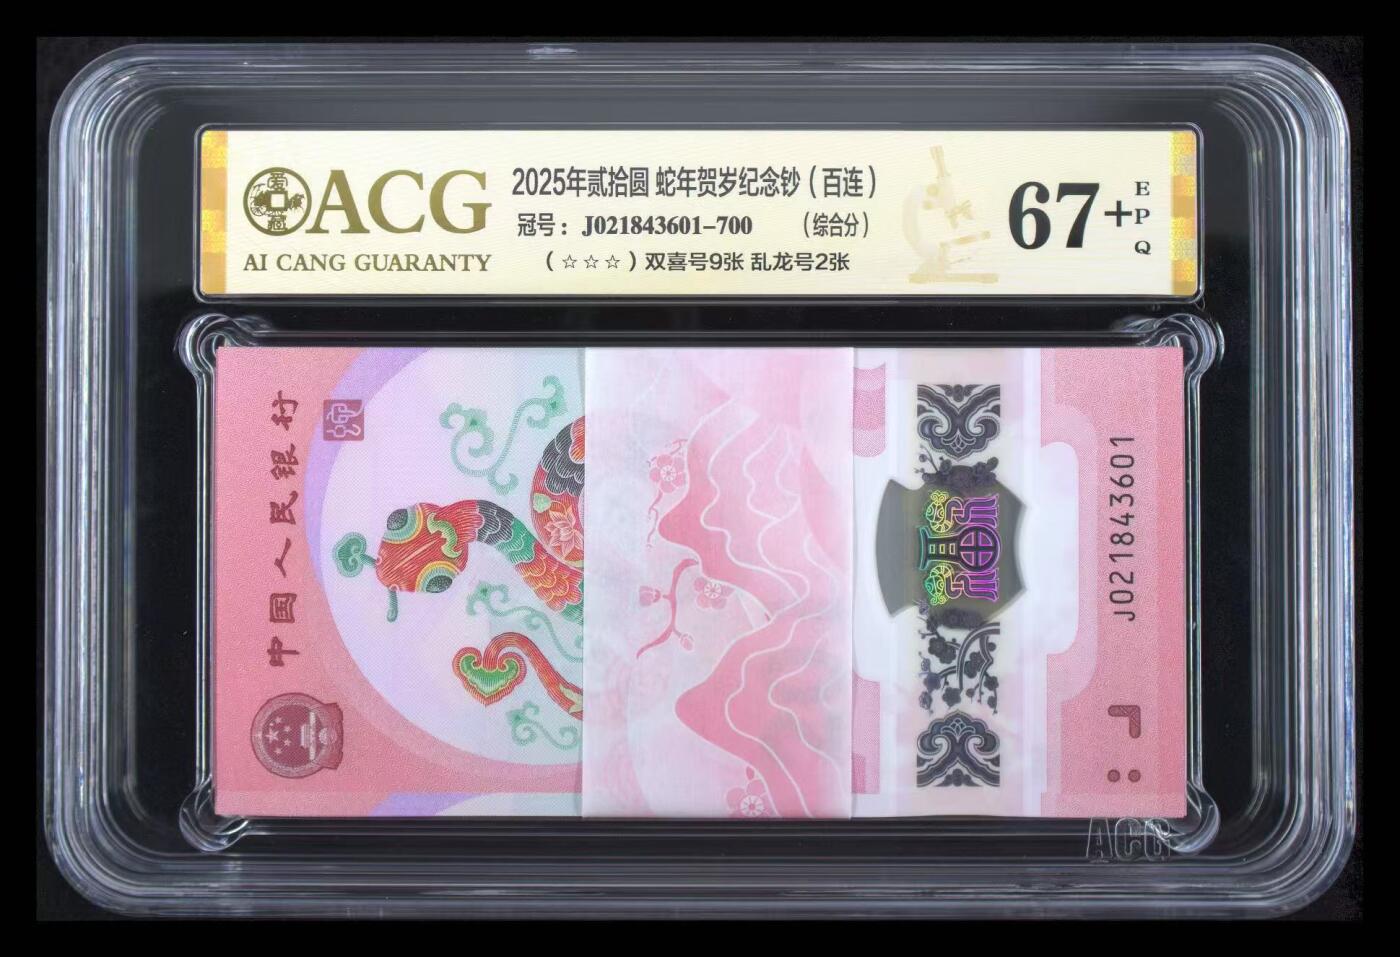 ACG
AI CANG GUARANTY
2025年贰拾圆 蛇年贺岁纪念钞（百连）
冠号：J021843601-700 （综合分）
（☆☆☆）双喜号9张 乱龙号2张
67+
EPQ
中国人民银行
福
J021843601
ACG